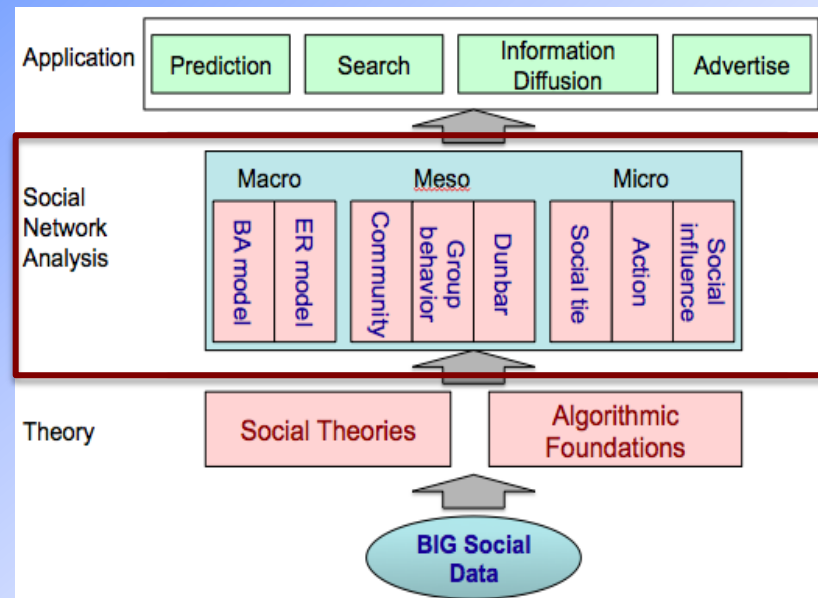 Application
Prediction
Search
Information
Diffusion
Advertise
Social
Network
Analysis
Macro
BA model
ER model
Meso
Community
Group
behavior
Dunbar
Micro
Social tie
Action
Social
influence
Theory
Social Theories
Algorithmic
Foundations
BIG Social
Data